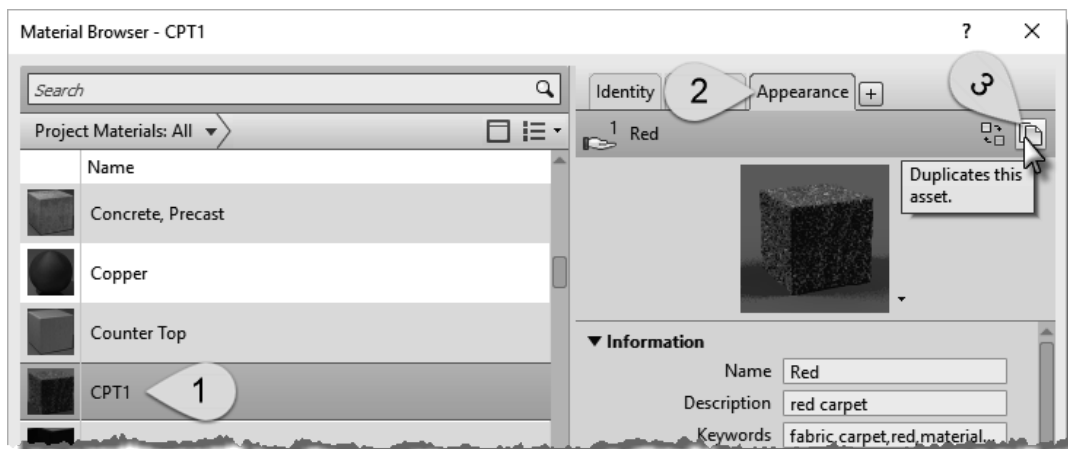 Material Browser - CPT1
?
Search
Project Materials: All
Name
Concrete, Precast
Copper
Counter Top
CPT1
1
Identity
2
Appearance
+
3
1
Red
Duplicates this
asset.
Information
Name
Red
Description
red carpet
Keywords
fabric,carpet,red,material...